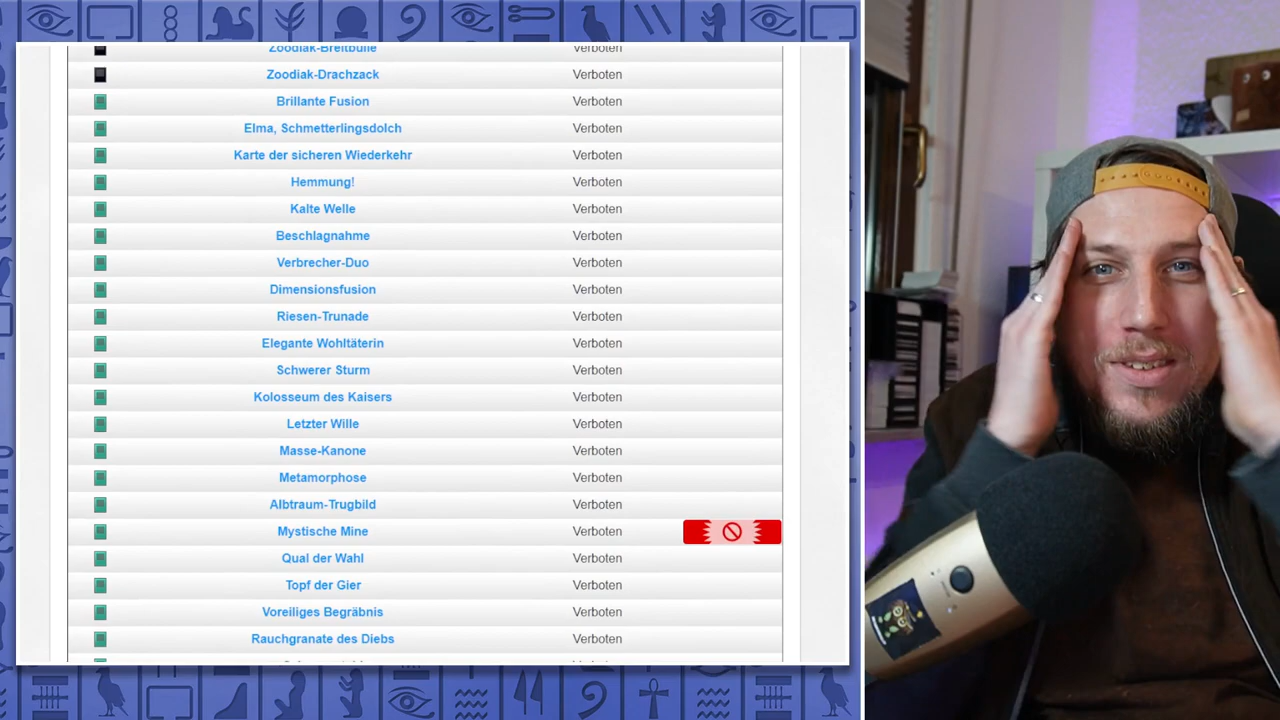 Zoodiak-Breitbulle Verboten
Zoodiak-Drachzack Verboten
Brillante Fusion Verboten
Elma, Schmetterlingsdolch Verboten
Karte der sicheren Wiederkehr Verboten
Hemmung! Verboten
Kalte Welle Verboten
Beschlagnahme Verboten
Verbrecher-Duo Verboten
Dimensionsfusion Verboten
Riesen-Trunade Verboten
Elegante Wohltäterin Verboten
Schwerer Sturm Verboten
Kolosseum des Kaisers Verboten
Letzter Wille Verboten
Masse-Kanone Verboten
Metamorphose Verboten
Albtraum-Trugbild Verboten
Mystische Mine Verboten
Qual der Wahl Verboten
Topf der Gier Verboten
Voreiliges Begräbnis Verboten
Rauchgranate des Diebs Verboten